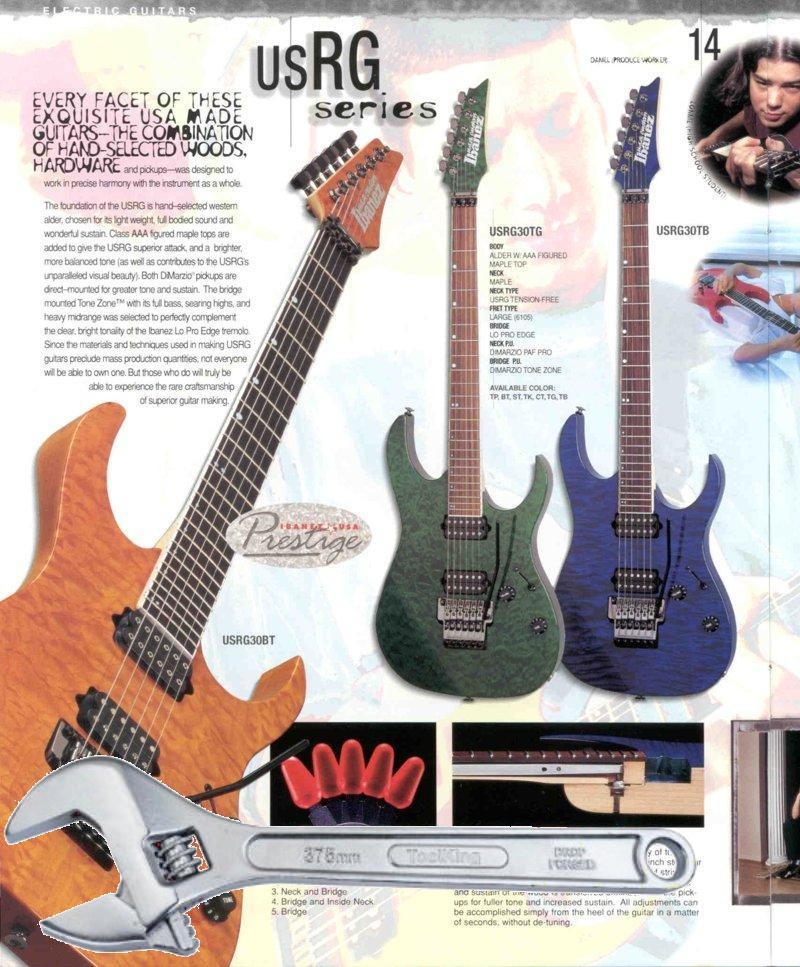 ELECTRIC GUITARS
USRG
series
14
DANIEL (PRODUCE WORKER)
EVERY FACET OF THESE
EXQUISITE USA MADE
GUITARS—THE COMBINATION
OF HAND-SELECTED WOODS,
HARDWARE and pickups—was designed to
work in precise harmony with the instrument as a whole.
The foundation of the USRG is hand-selected western
alder, chosen for its light weight, full bodied sound and
wonderful sustain. Class AAA figured maple tops are
added to give the USRG superior attack, and a brighter,
more balanced tone (as well as contributes to the USRG's
unparalleled visual beauty). Both DiMarzio® pickups are
direct-mounted for greater tone and sustain. The bridge
mounted Tone Zone™ with its full bass, searing highs, and
heavy midrange was selected to perfectly complement
the clear, bright tonality of the Ibanez Lo Pro Edge tremolo.
Since the materials and techniques used in making USRG
guitars preclude mass production quantities, not everyone
will be able to own one. But those who do will truly be
able to experience the rare craftsmanship
of superior guitar making.
Ibanez
Ibanez
Ibanez
USRG30TG
BODY
ALDER W/ AAA FIGURED
MAPLE TOP
NECK
MAPLE
NECK TYPE
USRG TENSION-FREE
FRET TYPE
LARGE (6105)
BRIDGE
LO PRO EDGE
NECK P.U.
DIMARZIO PAF PRO
BRIDGE P.U.
DIMARZIO TONE ZONE
AVAILABLE COLOR:
TP, BT, ST, TK, CT, TG, TB
USRG30TB
IBANEZ USA
Prestige
USRG30BT
375mm
ToolKing
DROP
FORGED
TONE
3. Neck and Bridge
4. Bridge and Inside Neck
5. Bridge
and sustain of the wood is pick-
ups for fuller tone and increased sustain. All adjustments can
be accomplished simply from the heel of the guitar in a matter
of seconds, without de-tuning.